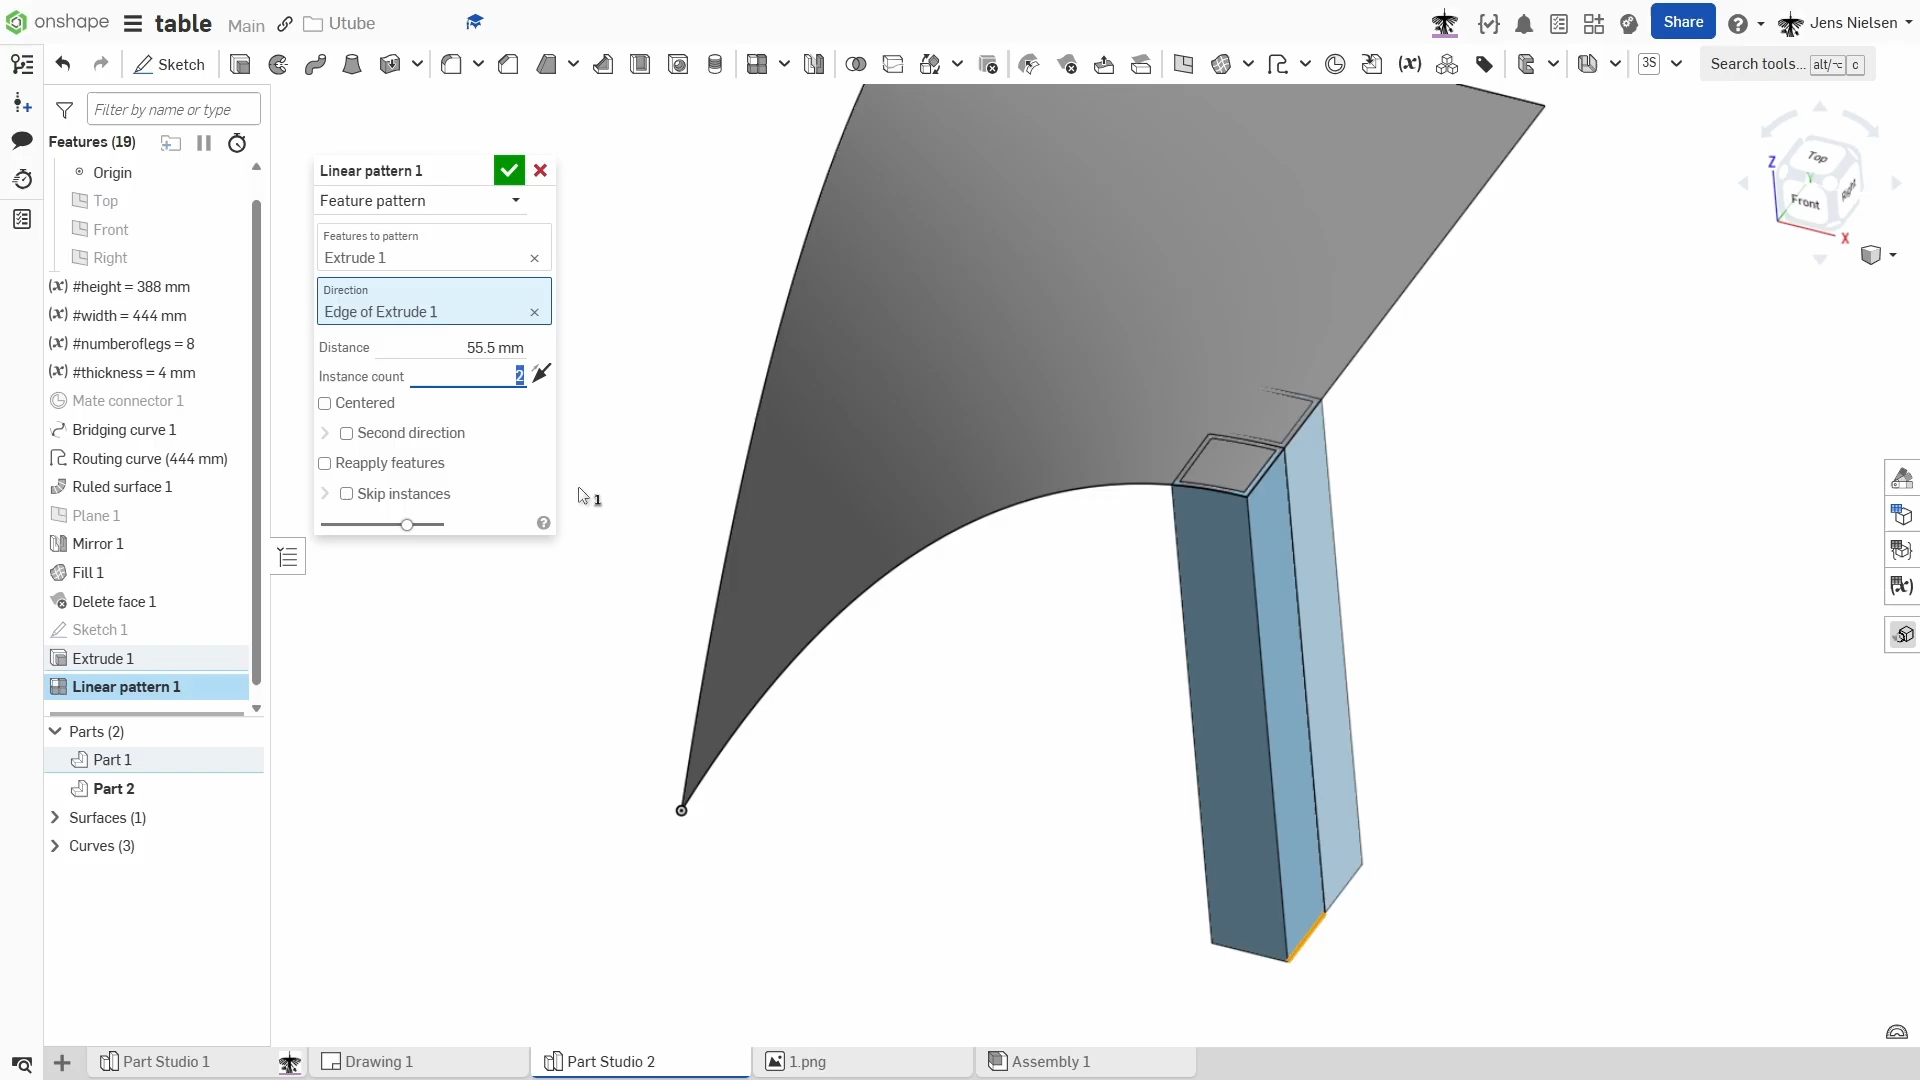 onshape
table
Main
Utube
Share
Jens Nielsen
Sketch
3S
Search tools... alt/⌥ c
Filter by name or type
Features (19)
Origin
Top
Front
Right
(x) #height = 388 mm
(x) #width = 444 mm
(x) #numberoflegs = 8
(x) #thickness = 4 mm
Mate connector 1
Bridging curve 1
Routing curve (444 mm)
Ruled surface 1
Plane 1
Mirror 1
Fill 1
Delete face 1
Sketch 1
Extrude 1
Linear pattern 1
Parts (2)
Part 1
Part 2
Surfaces (1)
Curves (3)
Linear pattern 1
Feature pattern
Features to pattern
Extrude 1
Direction
Edge of Extrude 1
Distance 55.5 mm
Instance count 2
Centered
Second direction
Reapply features
Skip instances
1
Z
Y
X
Top
Front
Right
Part Studio 1
Drawing 1
Part Studio 2
1.png
Assembly 1